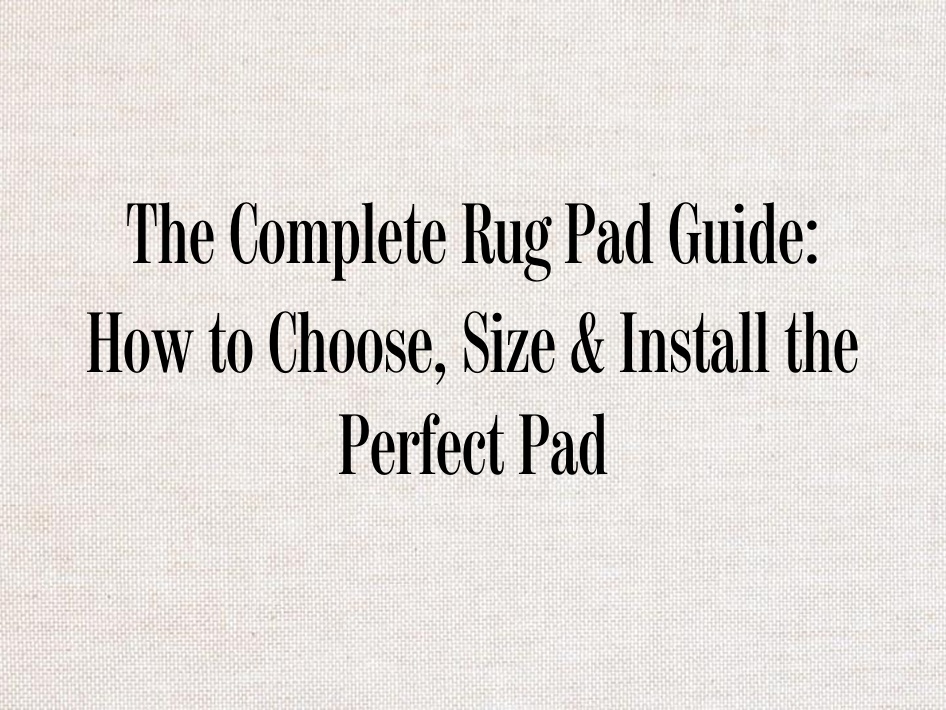 The Complete Rug Pad Guide:
How to Choose, Size & Install the
Perfect Pad